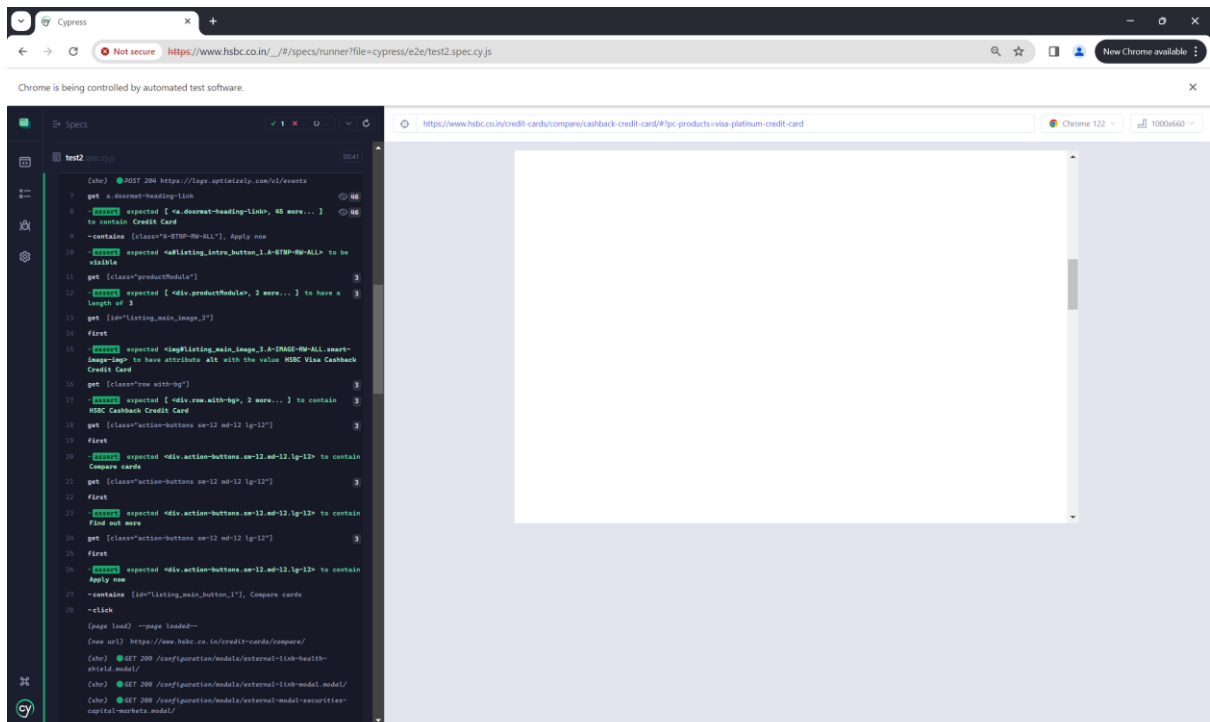 Cypress
Not secure https://www.hsbc.co.in/__/#/specs/runner?file=cypress/e2e/test2.spec.cy.js
New Chrome available
Chrome is being controlled by automated test software.
Specs
1
https://www.hsbc.co.in/credit-cards/compare/cashback-credit-card/#?pc-products=visa-platinum-credit-card
Chrome 122
1000x660
test2 spec.cy.js
00:41
(xhr) POST 204 https://logx.optimizely.com/v1/events
7 get a.doormat-heading-link 46
8 -assert expected [ <a.doormat-heading-link>, 45 more... ] 46
to contain Credit Card
9 -contains [class="A-BTNP-RW-ALL"], Apply now
10 -assert expected <a#listing_intro_button_1.A-BTNP-RW-ALL> to be
visible
11 get [class="productModule"] 3
12 -assert expected [ <div.productModule>, 2 more... ] to have a 3
length of 3
13 get [id="listing_main_image_3"]
14 first
15 -assert expected <img#listing_main_image_3.A-IMAGE-RW-ALL.smart-
image-img> to have attribute alt with the value HSBC Visa Cashback
Credit Card
16 get [class="row with-bg"] 3
17 -assert expected [ <div.row.with-bg>, 2 more... ] to contain 3
HSBC Cashback Credit Card
18 get [class="action-buttons sm-12 md-12 lg-12"] 3
19 first
20 -assert expected <div.action-buttons.sm-12.md-12.lg-12> to contain
Compare cards
21 get [class="action-buttons sm-12 md-12 lg-12"] 3
22 first
23 -assert expected <div.action-buttons.sm-12.md-12.lg-12> to contain
Find out more
24 get [class="action-buttons sm-12 md-12 lg-12"] 3
25 first
26 -assert expected <div.action-buttons.sm-12.md-12.lg-12> to contain
Apply now
27 -contains [id="listing_main_button_1"], Compare cards
28 -click
(page load) --page loaded--
(new url) https://www.hsbc.co.in/credit-cards/compare/
(xhr) GET 200 /configuration/modals/external-link-health-
shield.modal/
(xhr) GET 200 /configuration/modals/external-link-modal.modal/
(xhr) GET 200 /configuration/modals/external-modal-securities-
capital-markets.modal/
cy